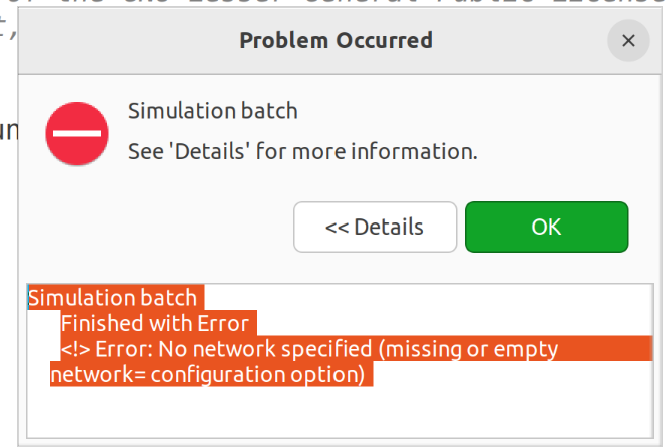 Problem Occurred
Simulation batch
See 'Details' for more information.
<< Details
OK
Simulation batch
Finished with Error
<!> Error: No network specified (missing or empty
network= configuration option)